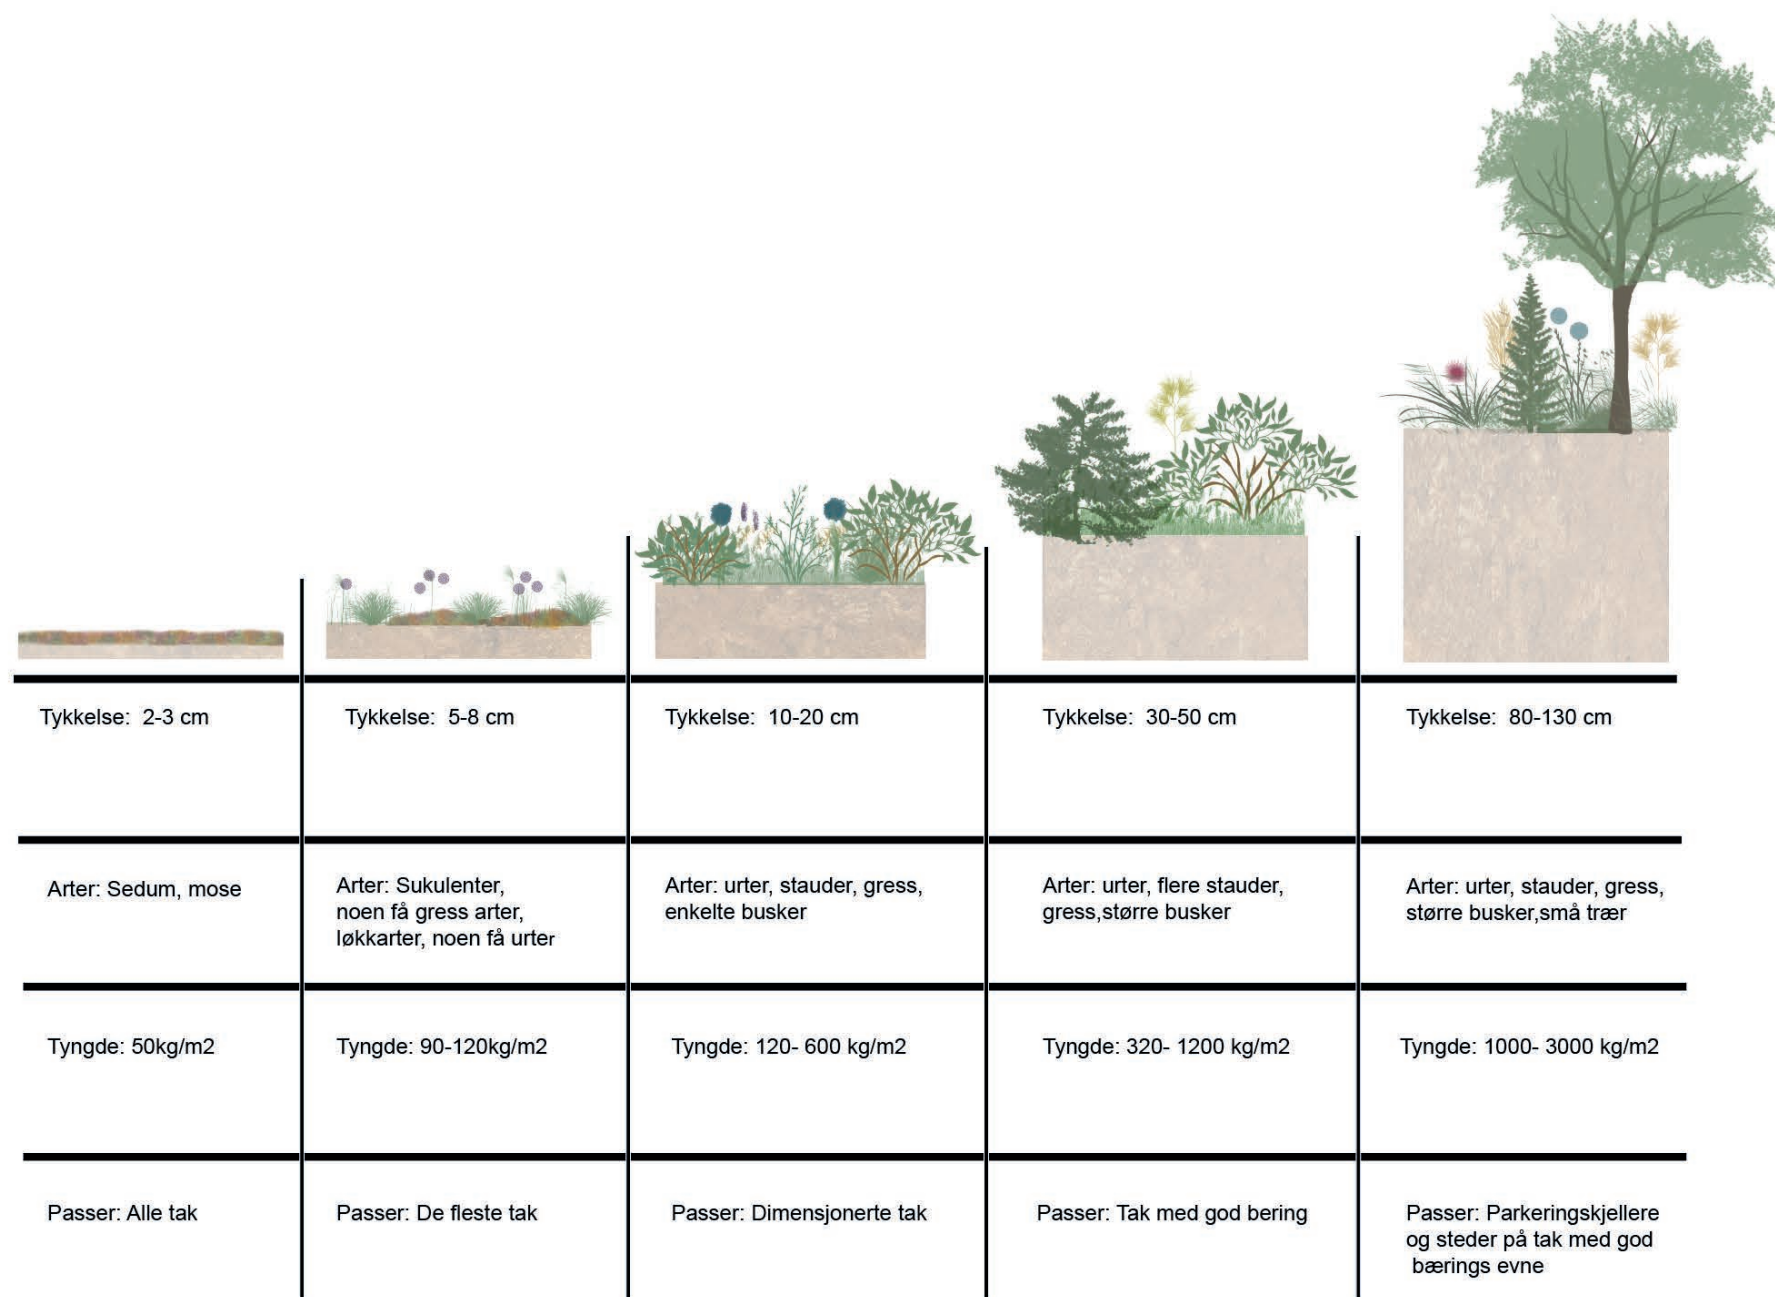 Tykkelse: 2-3 cm
Tykkelse: 5-8 cm
Tykkelse: 10-20 cm
Tykkelse: 30-50 cm
Tykkelse: 80-130 cm
Arter: Sedum, mose
Arter: Sukulenter,
noen få gress arter,
løkkarter, noen få urter
Arter: urter, stauder, gress,
enkelte busker
Arter: urter, flere stauder,
gress,større busker
Arter: urter, stauder, gress,
større busker,små trær
Tyngde: 50kg/m2
Tyngde: 90-120kg/m2
Tyngde: 120- 600 kg/m2
Tyngde: 320- 1200 kg/m2
Tyngde: 1000- 3000 kg/m2
Passer: Alle tak
Passer: De fleste tak
Passer: Dimensjonerte tak
Passer: Tak med god bering
Passer: Parkeringskjellere
og steder på tak med god
bærings evne